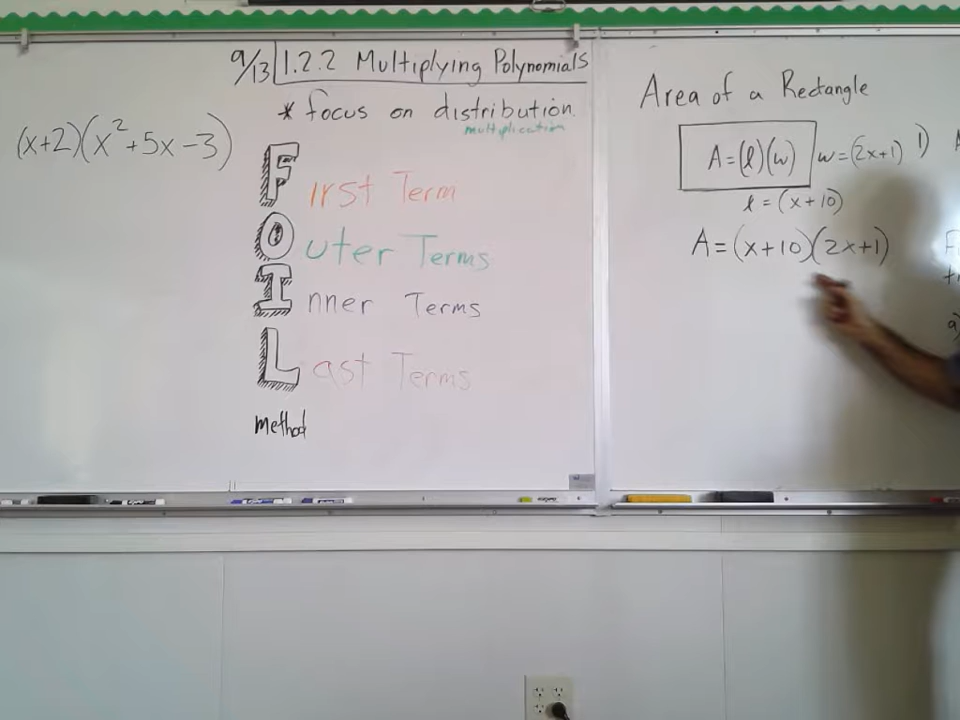 9/13 1.2.2 Multiplying Polynomials
* focus on distribution.
multiplication
(x+2)(x²+5x-3)
First Term
Outer Terms
Inner Terms
Last Terms
method
Area of a Rectangle
A=(l)(w) w=(2x+1) 1)
l=(x+10)
A=(x+10)(2x+1)
a)